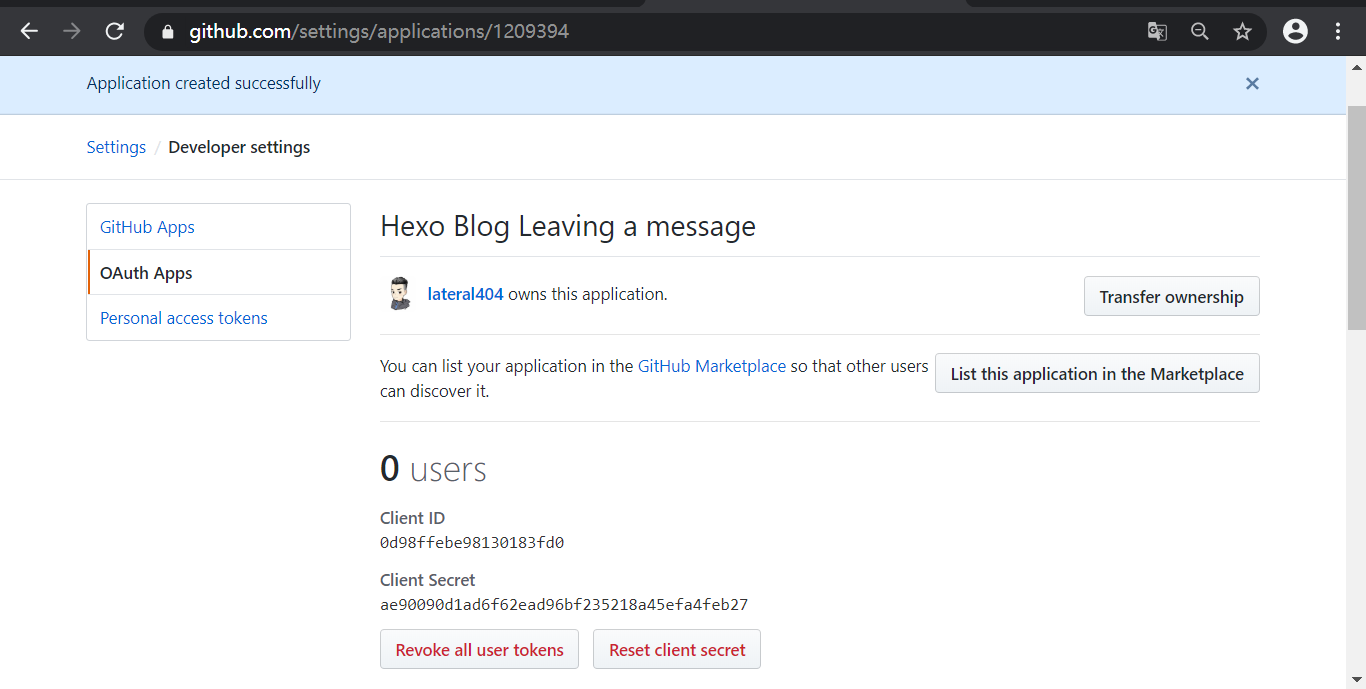 github.com/settings/applications/1209394
Application created successfully
Settings / Developer settings
GitHub Apps
OAuth Apps
Personal access tokens
Hexo Blog Leaving a message
lateral404 owns this application.
Transfer ownership
You can list your application in the GitHub Marketplace so that other users
can discover it.
List this application in the Marketplace
0 users
Client ID
0d98ffebe98130183fd0
Client Secret
ae90090d1ad6f62ead96bf235218a45efa4feb27
Revoke all user tokens
Reset client secret